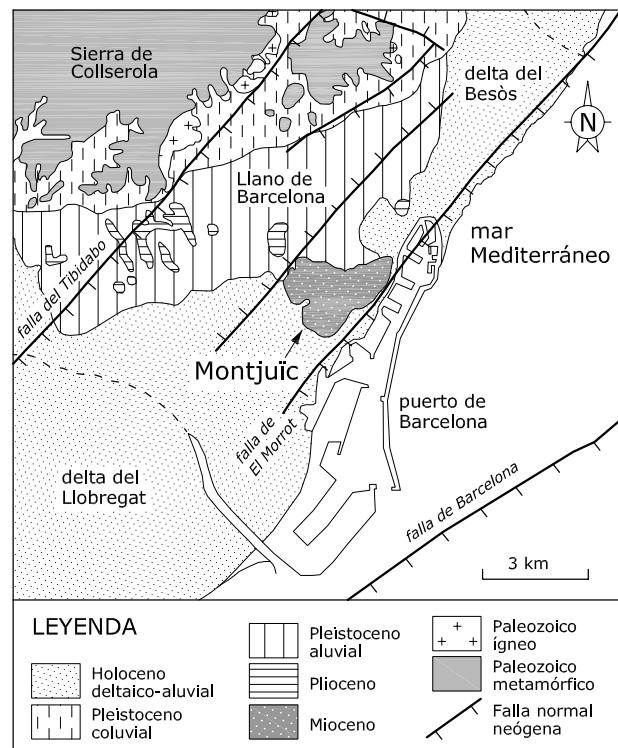 Sierra de
Collserola
delta del
Besòs
N
Llano de
Barcelona
mar
Mediterráneo
falla del Tibidabo
Montjuïc
falla de
El Morrot
puerto de
Barcelona
delta del
Llobregat
falla de Barcelona
3 km
LEYENDA
Holoceno
deltaico-aluvial
Pleistoceno
coluvial
Pleistoceno
aluvial
Plioceno
Mioceno
Paleozoico
ígneo
Paleozoico
metamórfico
Falla normal
neógena